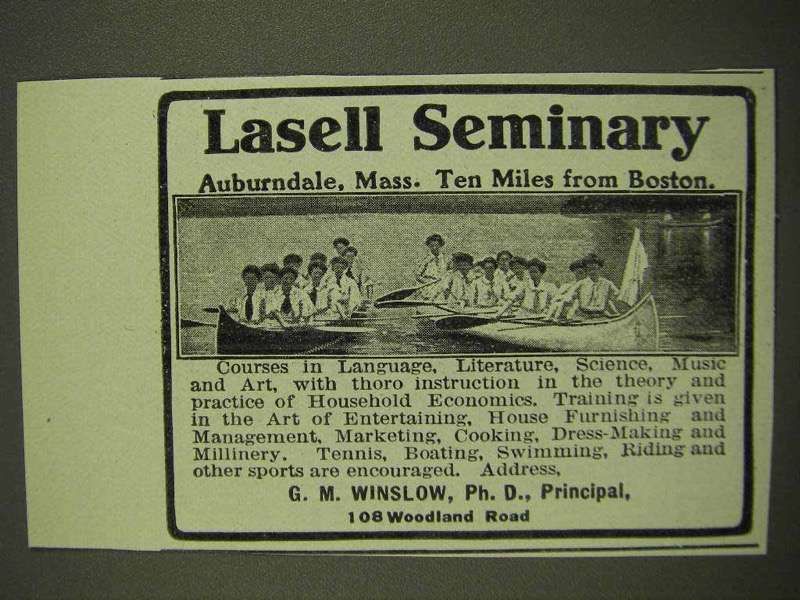 Lasell Seminary
Auburndale, Mass. Ten Miles from Boston.
Courses in Language, Literature, Science, Music
and Art, with thoro instruction in the theory and
practice of Household Economics. Training is given
in the Art of Entertaining, House Furnishing and
Management, Marketing, Cooking, Dress-Making and
Millinery. Tennis, Boating, Swimming, Riding and
other sports are encouraged. Address,
G. M. WINSLOW, Ph. D., Principal,
108 Woodland Road